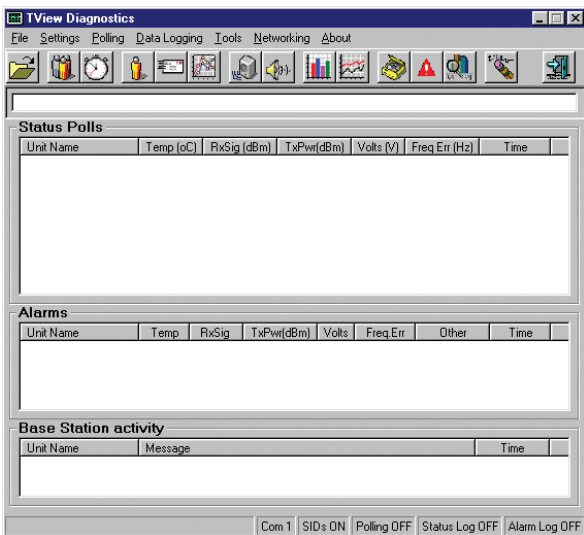 TView Diagnostics
File Settings Polling Data Logging Tools Networking About
Status Polls
Unit Name Temp (oC) RxSig (dBm) TxPwr(dBm) Volts (V) Freq Err (Hz) Time
Alarms
Unit Name Temp RxSig TxPwr(dBm) Volts Freq.Err Other Time
Base Station activity
Unit Name Message Time
Com 1 SIDs ON Polling OFF Status Log OFF Alarm Log OFF